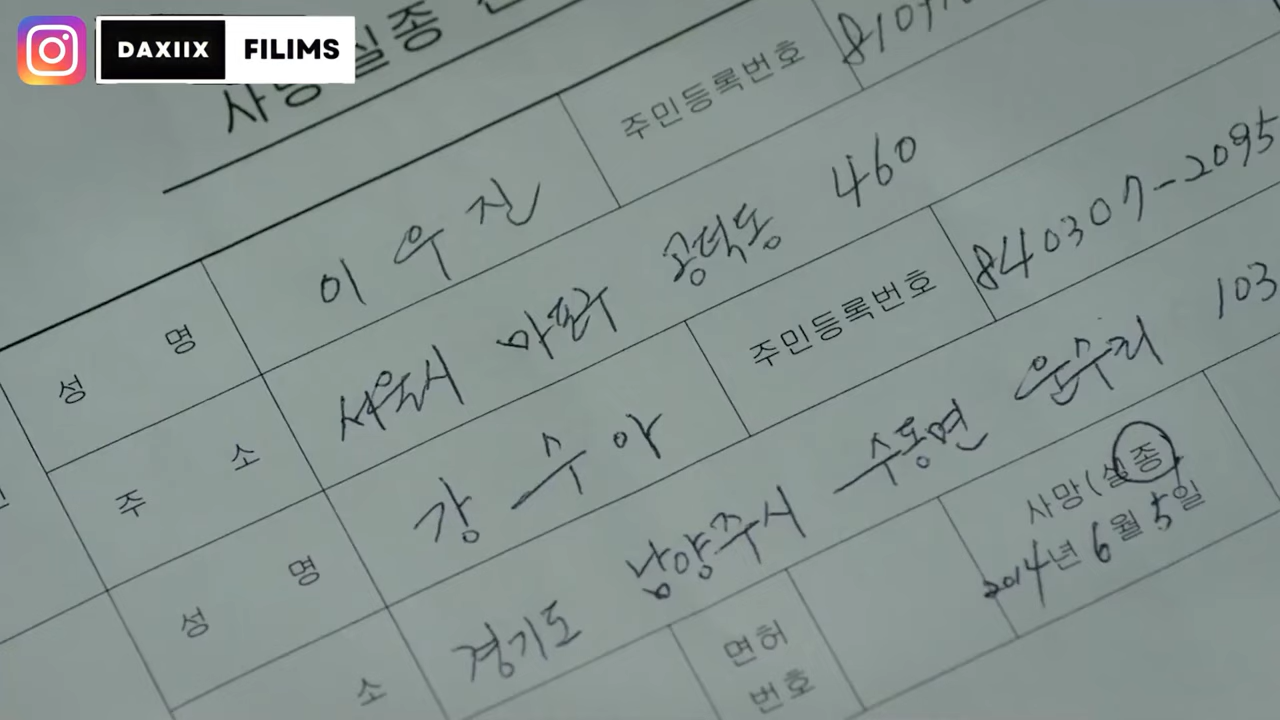 DAXIIX FILIMS
사망 실종
성 명 이우진 주민등록번호
주 소 서울시 마포구 공덕동 460
성 명 강수아 주민등록번호 840307-2095
소 경기도 남양주시 수동면 운수리 103
면허번호 사망(실종
2014년 6월 5일